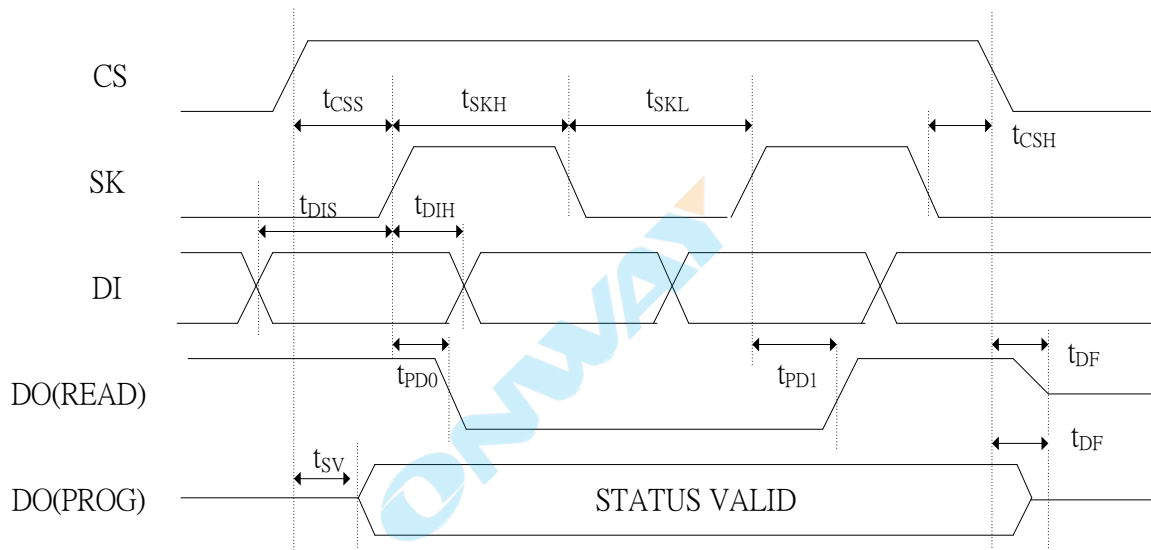 CS
tCSS tSKH tSKL
tCSH
SK
tDIS tDIH
DI
tPD0 tPD1 tDF
DO(READ)
tDF
tSV
DO(PROG) STATUS VALID
ONWAY